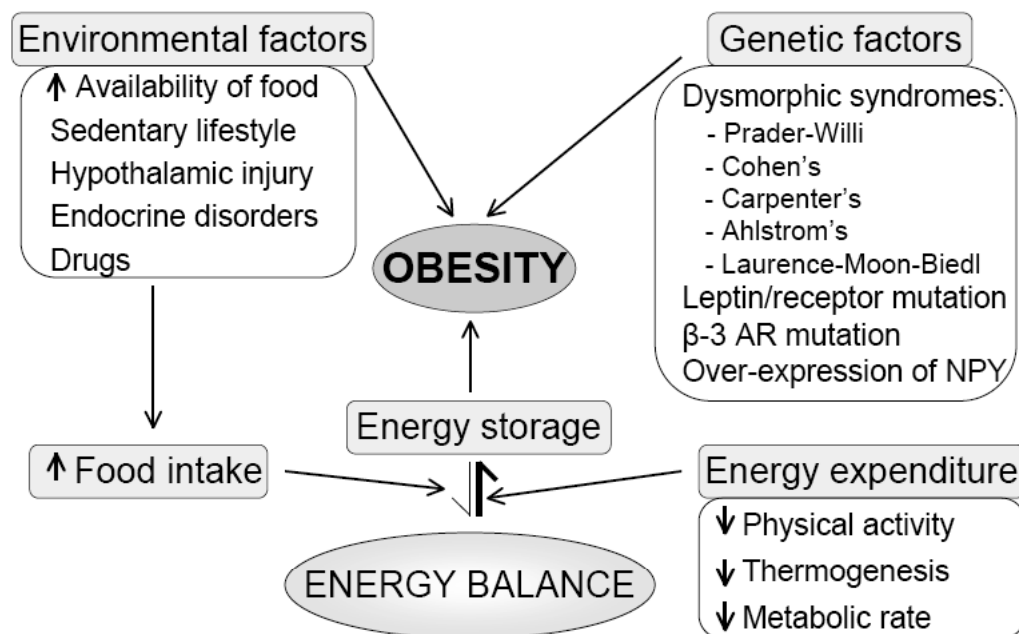 Environmental factors
↑ Availability of food
Sedentary lifestyle
Hypothalamic injury
Endocrine disorders
Drugs
Genetic factors
Dysmorphic syndromes:
- Prader-Willi
- Cohen's
- Carpenter's
- Ahlstrom's
- Laurence-Moon-Biedl
Leptin/receptor mutation
β-3 AR mutation
Over-expression of NPY
OBESITY
Energy storage
↑ Food intake
Energy expenditure
↓ Physical activity
↓ Thermogenesis
↓ Metabolic rate
ENERGY BALANCE